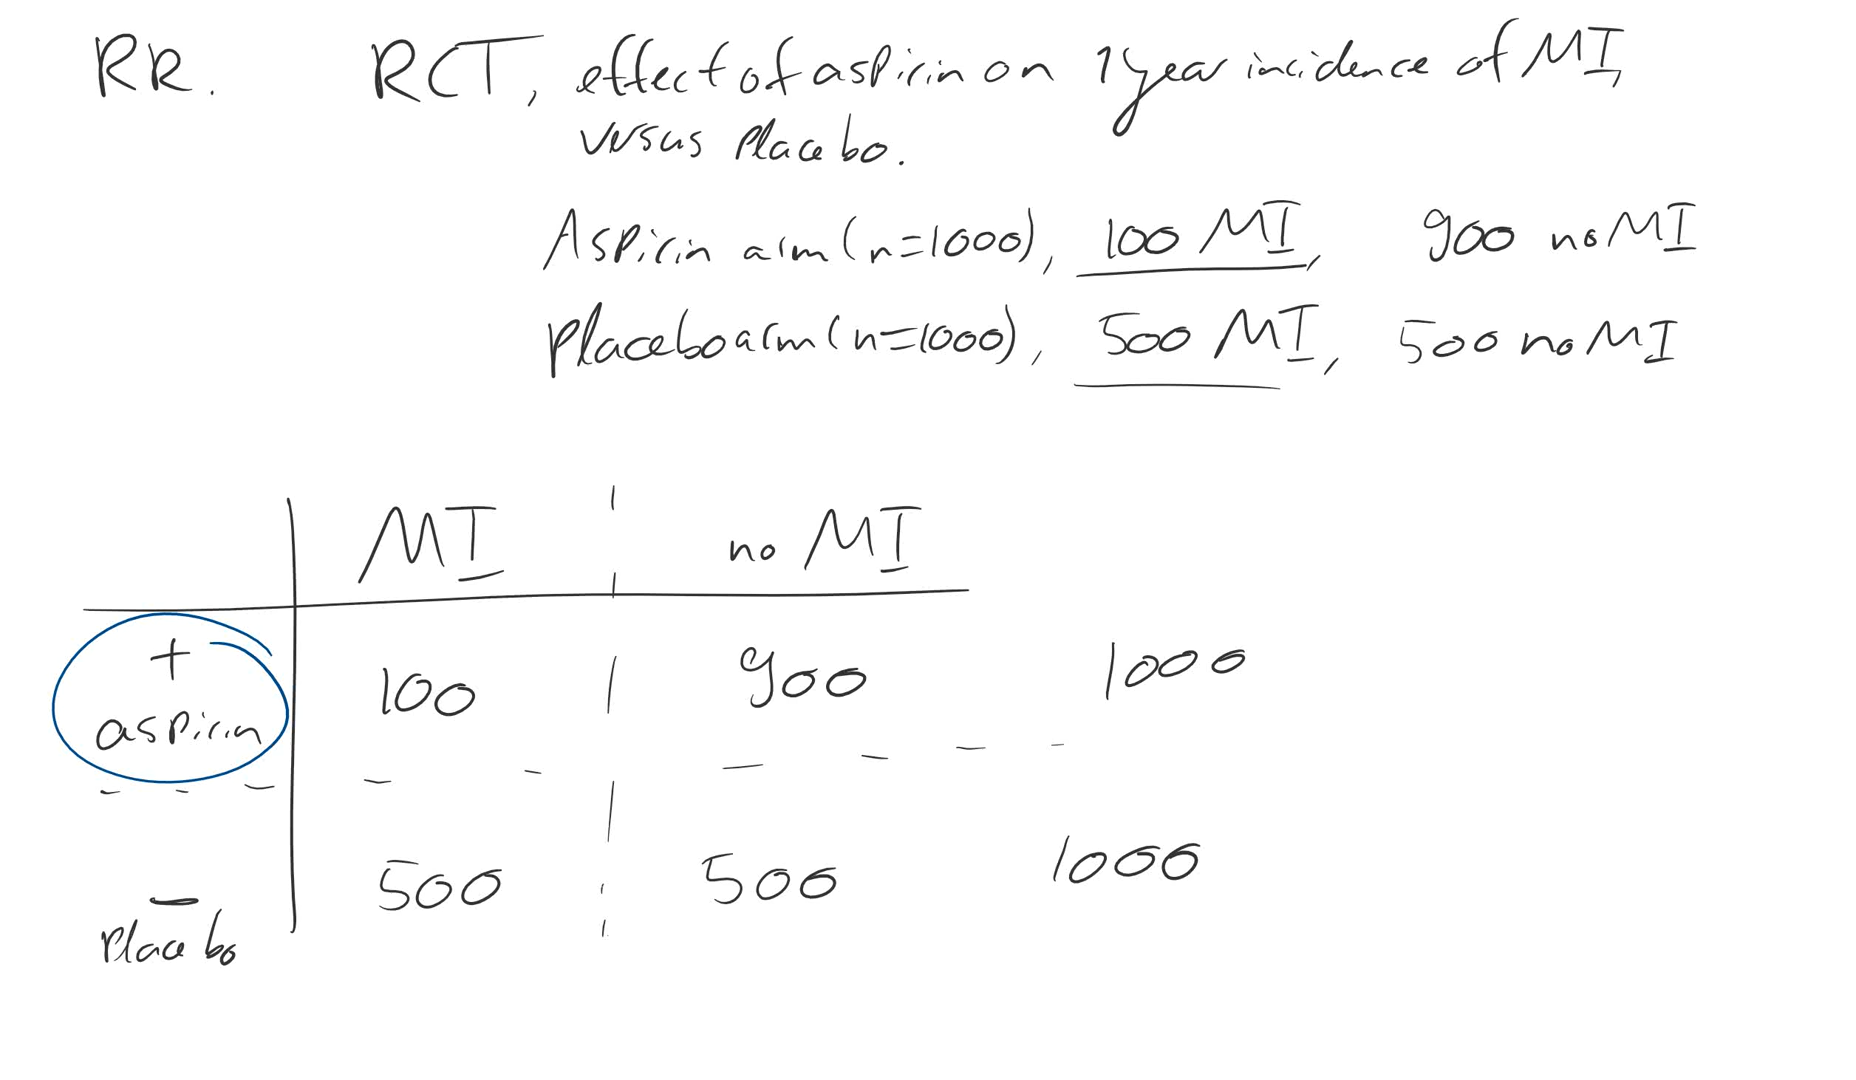 RR. RCT, effect of aspirin on 1 year incidence of MI,
versus placebo.
Aspirin arm (n=1000), 100 MI, 900 no MI
placebo arm (n=1000), 500 MI, 500 no MI
MI no MI
+ 100 900 1000
aspirin
- 500 500 1000
placebo